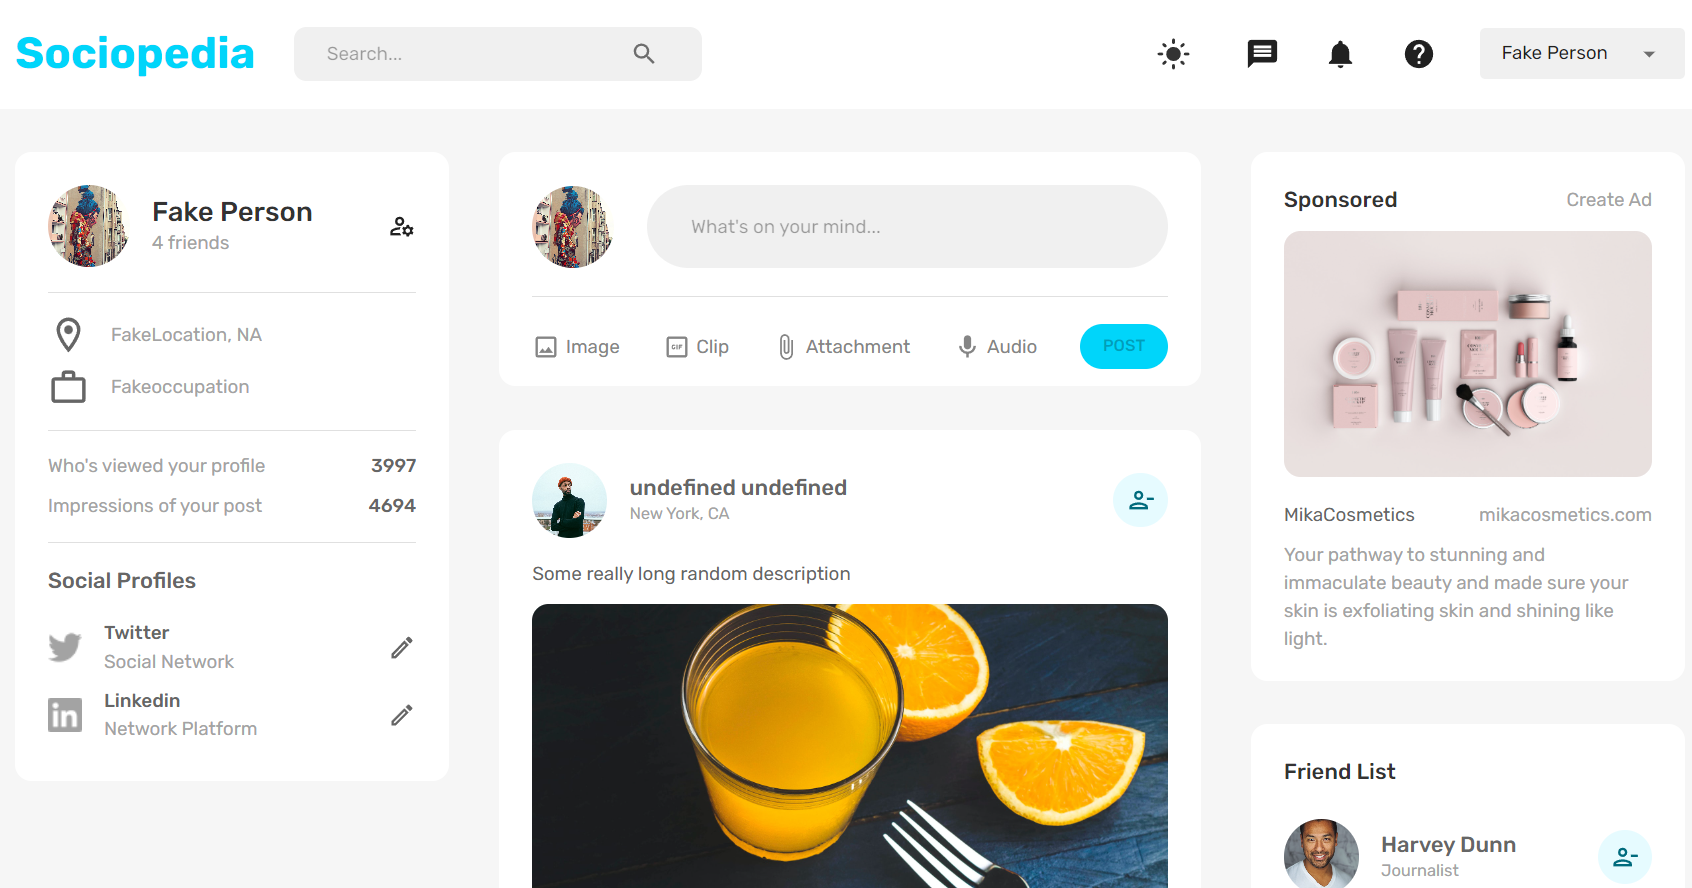 Sociopedia
Search...
Fake Person
Fake Person
4 friends
FakeLocation, NA
Fakeoccupation
Who's viewed your profile 3997
Impressions of your post 4694
Social Profiles
Twitter
Social Network
Linkedin
Network Platform
What's on your mind...
Image
GIF
Clip
Attachment
Audio
POST
undefined undefined
New York, CA
Some really long random description
Sponsored
Create Ad
MikaCosmetics
mikacosmetics.com
Your pathway to stunning and
immaculate beauty and made sure your
skin is exfoliating skin and shining like
light.
Friend List
Harvey Dunn
Journalist